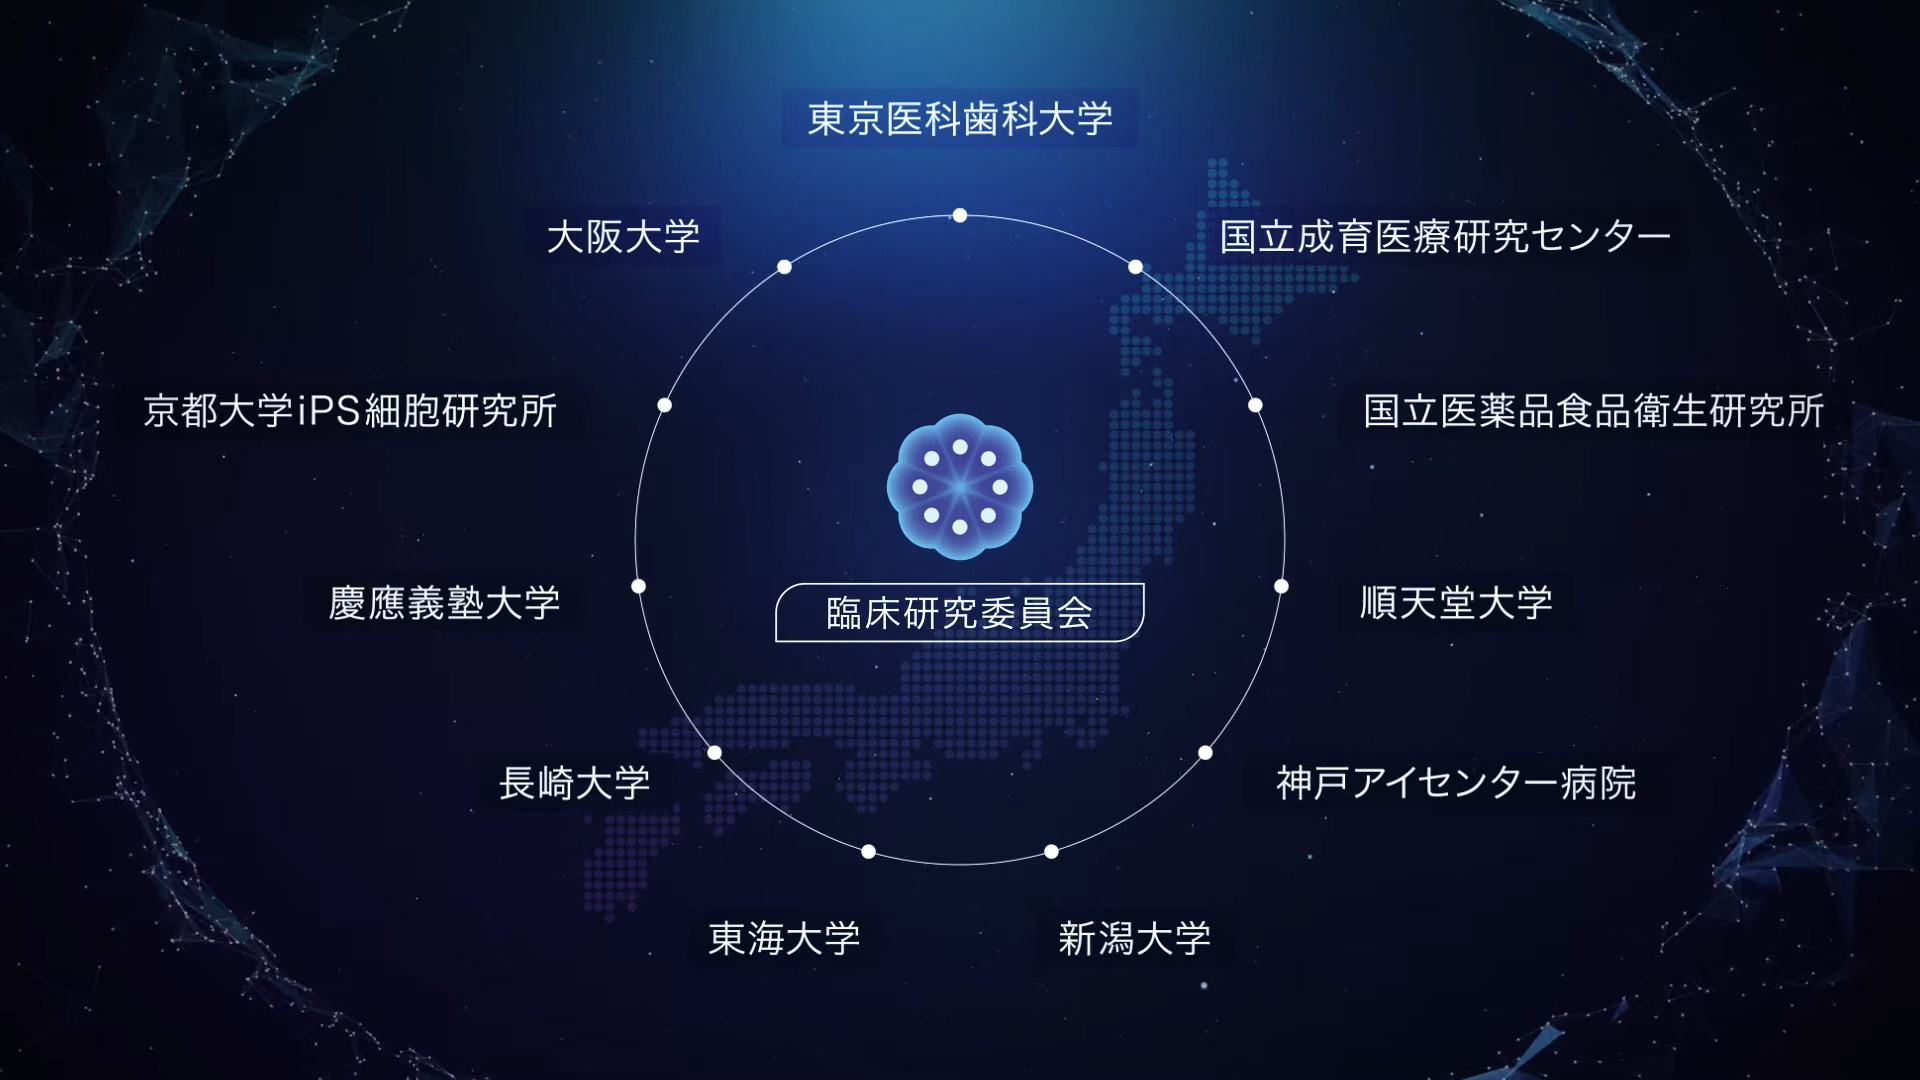 東京医科歯科大学
大阪大学
国立成育医療研究センター
京都大学iPS細胞研究所
国立医薬品食品衛生研究所
慶應義塾大学
臨床研究委員会
順天堂大学
長崎大学
神戸アイセンター病院
東海大学
新潟大学